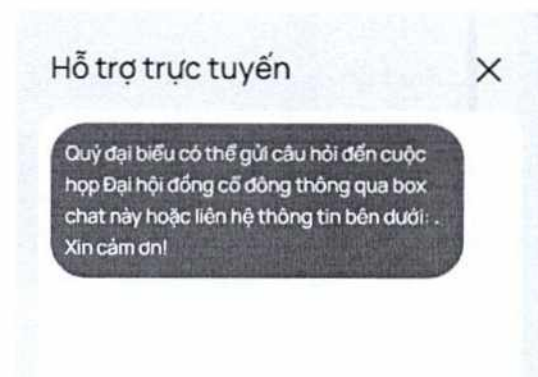 Hỗ trợ trực tuyến
Quý đại biểu có thể gửi câu hỏi đến cuộc
họp Đại hội đồng cổ đông thông qua box
chat này hoặc liên hệ thông tin bên dưới: .
Xin cảm ơn!